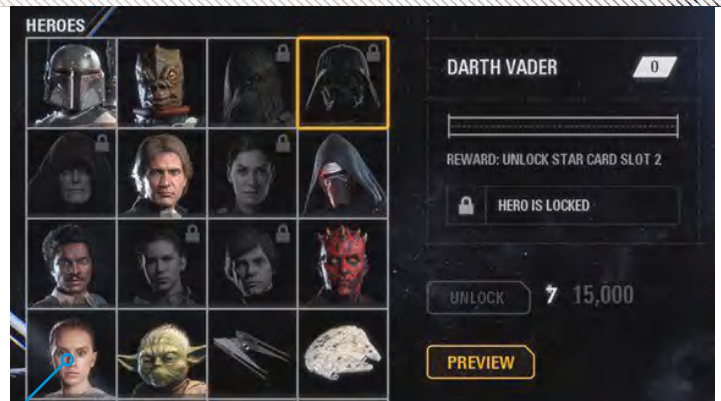 HEROES
DARTH VADER
0
REWARD: UNLOCK STAR CARD SLOT 2
HERO IS LOCKED
UNLOCK
15,000
PREVIEW